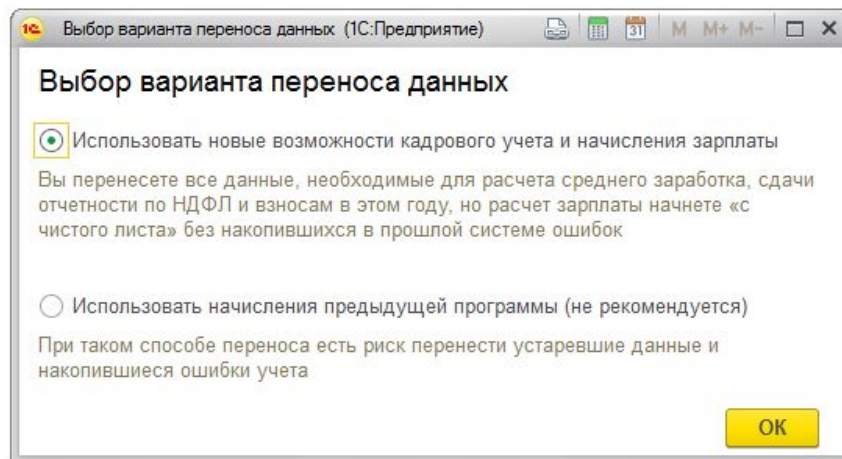 1С Выбор варианта переноса данных (1С:Предприятие) 31 M M+ M-
Выбор варианта переноса данных
Использовать новые возможности кадрового учета и начисления зарплаты
Вы перенесете все данные, необходимые для расчета среднего заработка, сдачи
отчетности по НДФЛ и взносам в этом году, но расчет зарплаты начнете «с
чистого листа» без накопившихся в прошлой системе ошибок
Использовать начисления предыдущей программы (не рекомендуется)
При таком способе переноса есть риск перенести устаревшие данные и
накопившиеся ошибки учета
ОК